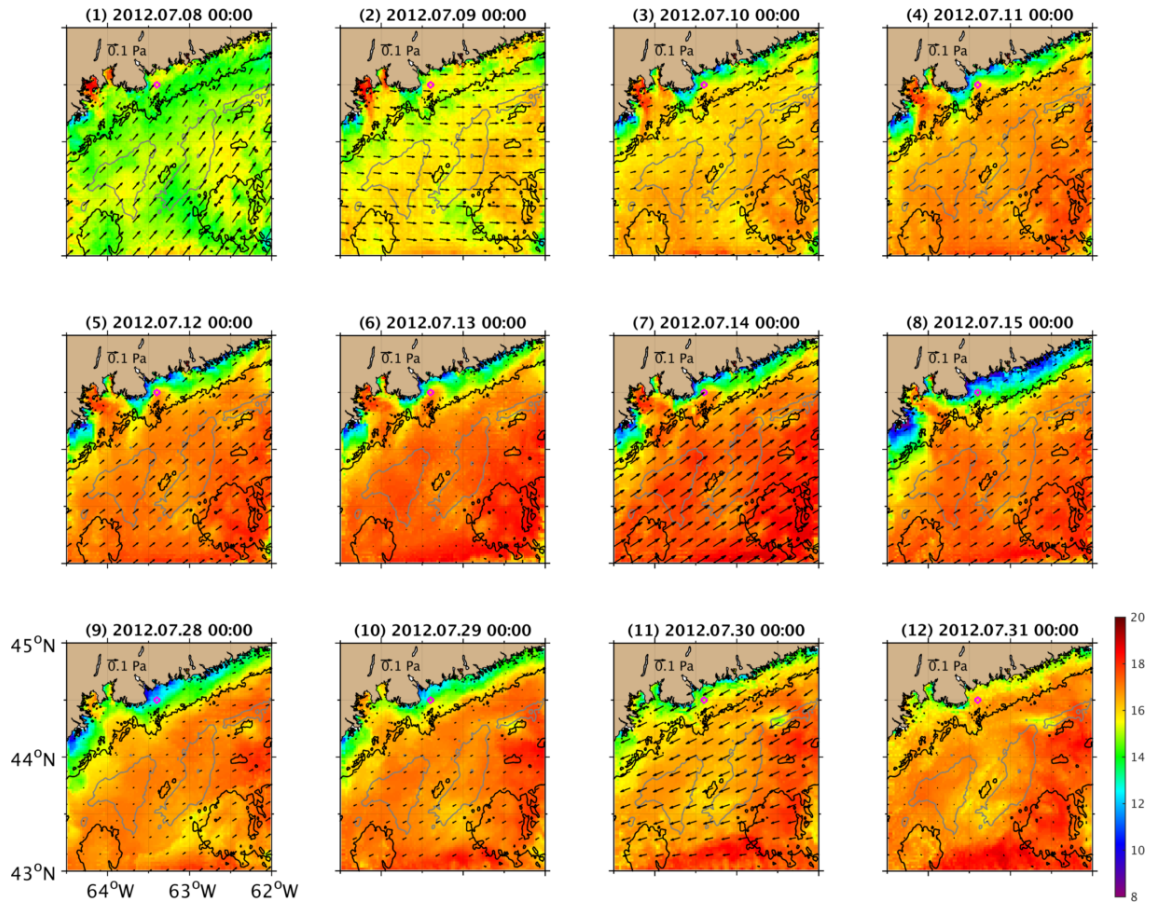 (1) 2012.07.08 00:00
(2) 2012.07.09 00:00
(3) 2012.07.10 00:00
(4) 2012.07.11 00:00
0.1 Pa
0.1 Pa
0.1 Pa
0.1 Pa
(5) 2012.07.12 00:00
(6) 2012.07.13 00:00
(7) 2012.07.14 00:00
(8) 2012.07.15 00:00
0.1 Pa
0.1 Pa
0.1 Pa
0.1 Pa
(9) 2012.07.28 00:00
(10) 2012.07.29 00:00
(11) 2012.07.30 00:00
(12) 2012.07.31 00:00
0.1 Pa
0.1 Pa
0.1 Pa
0.1 Pa
45°N
44°N
43°N
64°W
63°W
62°W
20
18
16
14
12
10
8